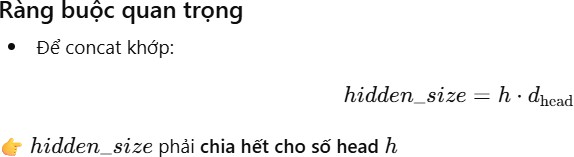 Ràng buộc quan trọng
• Để concat khớp:
hidden_size = h · d_head
👉 hidden_size phải chia hết cho số head h